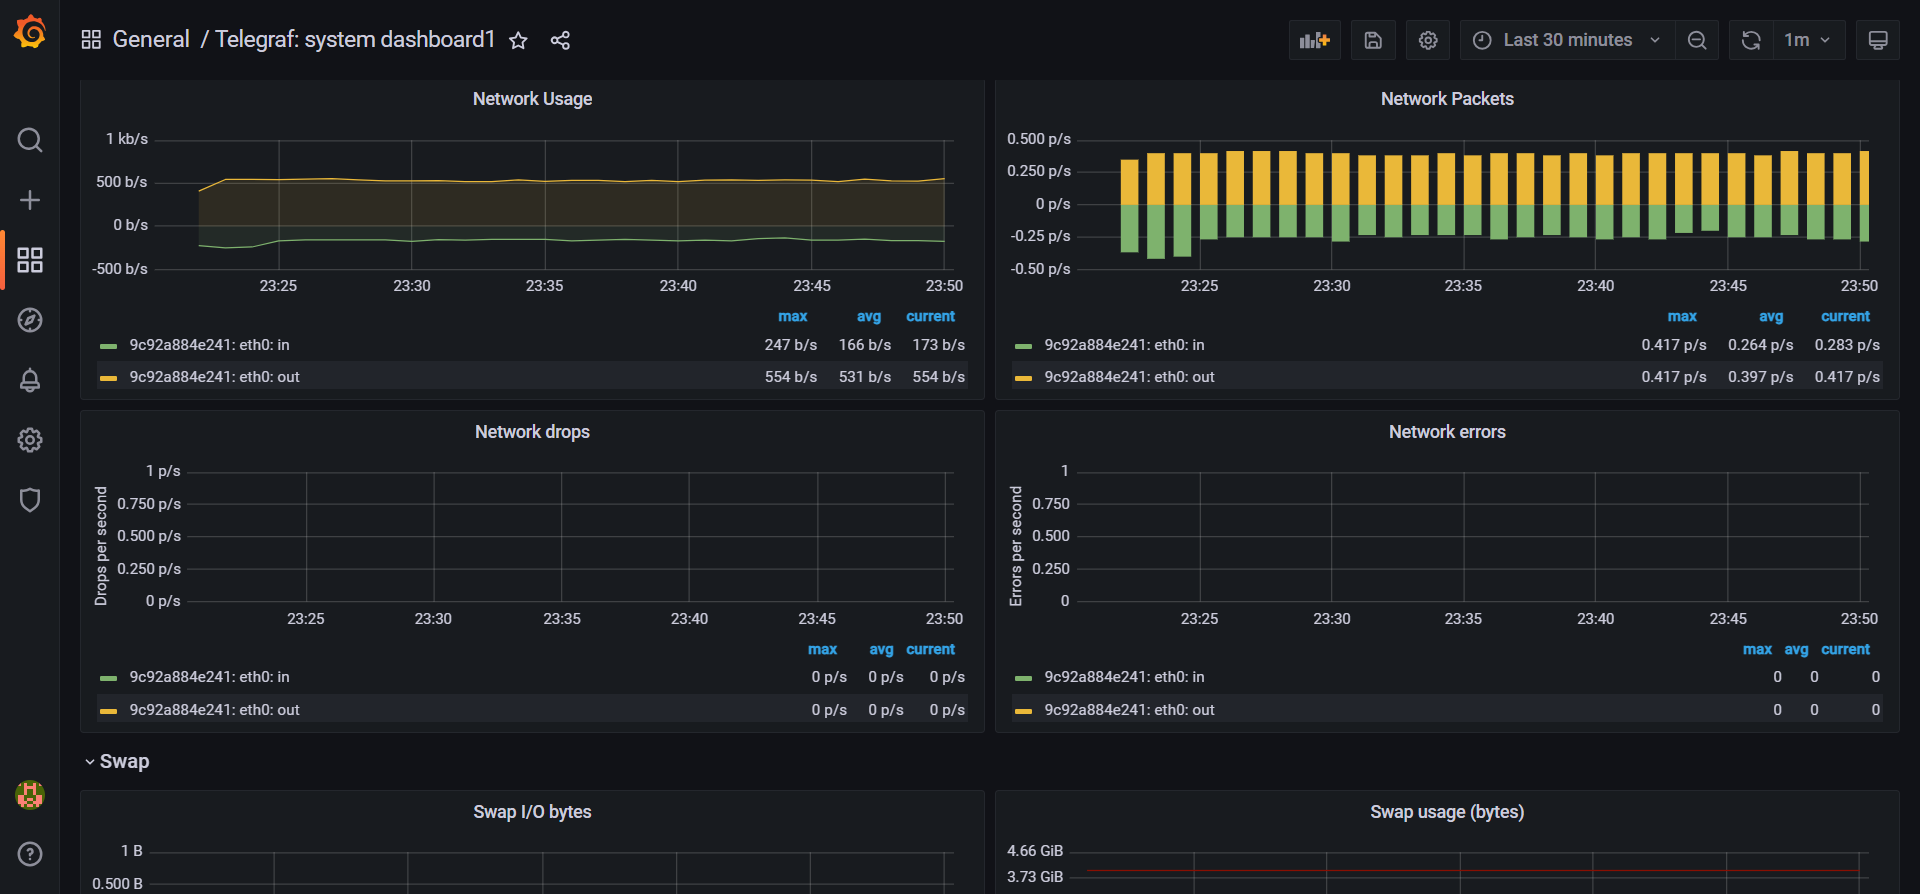 General / Telegraf: system dashboard1
Last 30 minutes
1m
Network Usage
1 kb/s
500 b/s
0 b/s
-500 b/s
23:25 23:30 23:35 23:40 23:45 23:50
max avg current
9c92a884e241: eth0: in 247 b/s 166 b/s 173 b/s
9c92a884e241: eth0: out 554 b/s 531 b/s 554 b/s
Network Packets
0.500 p/s
0.250 p/s
0 p/s
-0.25 p/s
-0.50 p/s
23:25 23:30 23:35 23:40 23:45 23:50
max avg current
9c92a884e241: eth0: in 0.417 p/s 0.264 p/s 0.283 p/s
9c92a884e241: eth0: out 0.417 p/s 0.397 p/s 0.417 p/s
Network drops
Drops per second
1 p/s
0.750 p/s
0.500 p/s
0.250 p/s
0 p/s
23:25 23:30 23:35 23:40 23:45 23:50
max avg current
9c92a884e241: eth0: in 0 p/s 0 p/s 0 p/s
9c92a884e241: eth0: out 0 p/s 0 p/s 0 p/s
Network errors
Errors per second
1
0.750
0.500
0.250
0
23:25 23:30 23:35 23:40 23:45 23:50
max avg current
9c92a884e241: eth0: in 0 0 0
9c92a884e241: eth0: out 0 0 0
Swap
Swap I/O bytes
1 B
0.500 B
Swap usage (bytes)
4.66 GiB
3.73 GiB